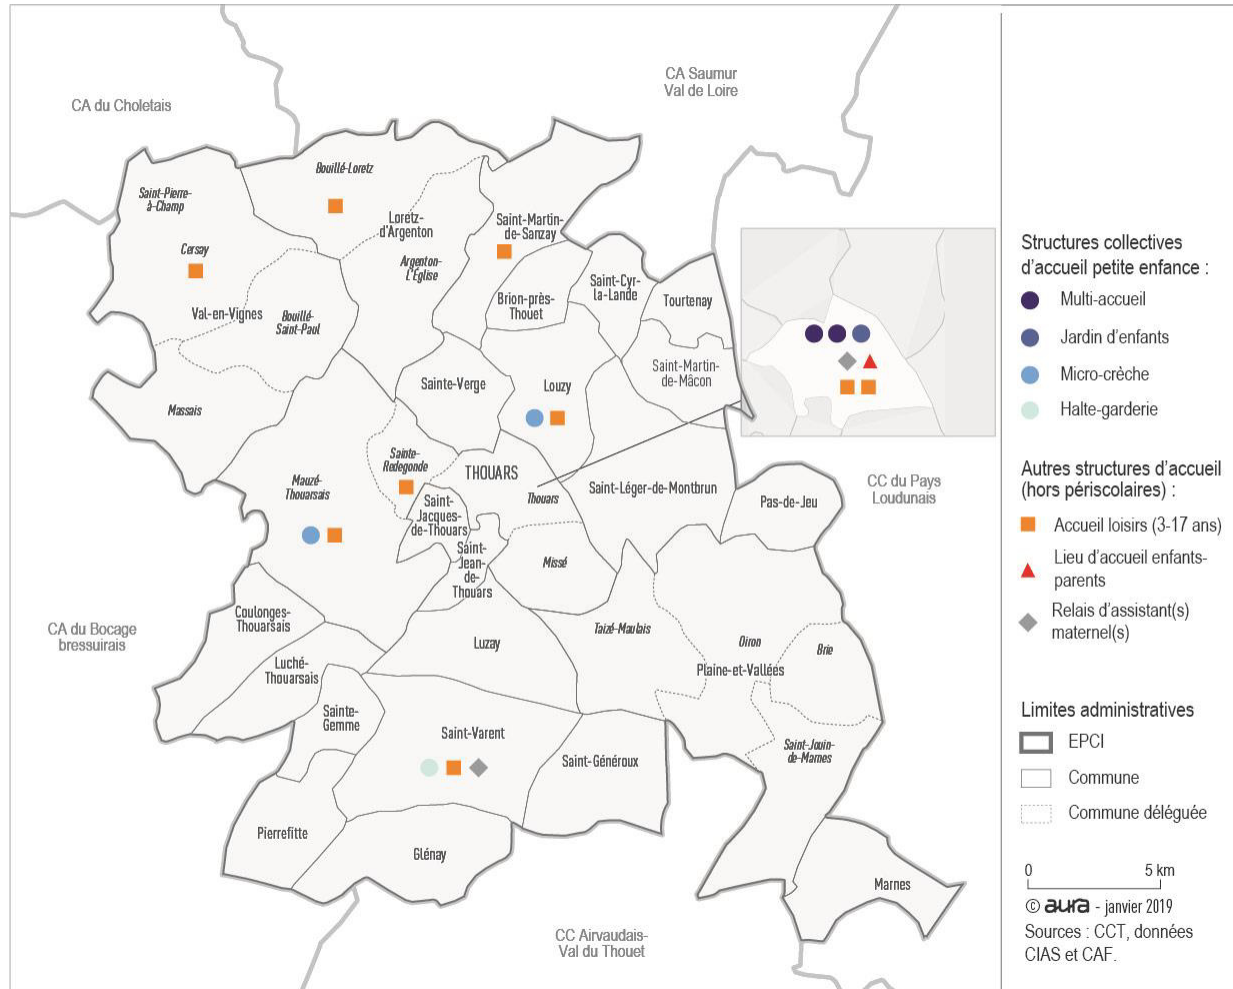 CA Saumur
Val de Loire
CA du Choletais
Bouillé-Loretz
Saint-Pierre-
à-Champ
Loretz-
d'Argenton
Saint-Martin-
de-Sanzay
Cersay
Argenton-
L'Église
Saint-Cyr-
la-Lande
Brion-près-
Thouet
Tourtenay
Val-en-Vignes
Bouillé-
Saint-Paul
Saint-Martin-
de-Mâcon
Sainte-Verge
Louzy
Massais
Sainte-
Radegonde
THOUARS
Mauzé-
Thouarsais
Thouars
Saint-Léger-de-Montbrun
Pas-de-Jeu
CC du Pays
Loudunais
Saint-
Jacques-
de-Thouars
Saint-
Jean-
de-
Thouars
Missé
Coulonges-
Thouarsais
CA du Bocage
bressuirais
Taizé-Maulais
Luzay
Oiron
Brie
Luché-
Thouarsais
Plaine-et-Vallées
Sainte-
Gemme
Saint-Varent
Saint-Généroux
Saint-Jouin-
de-Marnes
Pierrefitte
Glénay
Marnes
CC Airvaudais-
Val du Thouet
Structures collectives
d'accueil petite enfance :
Multi-accueil
Jardin d'enfants
Micro-crèche
Halte-garderie
Autres structures d'accueil
(hors périscolaires) :
Accueil loisirs (3-17 ans)
Lieu d'accueil enfants-
parents
Relais d'assistant(s)
maternel(s)
Limites administratives
EPCI
Commune
Commune déléguée
0 5 km
© aura - janvier 2019
Sources : CCT, données
CIAS et CAF.